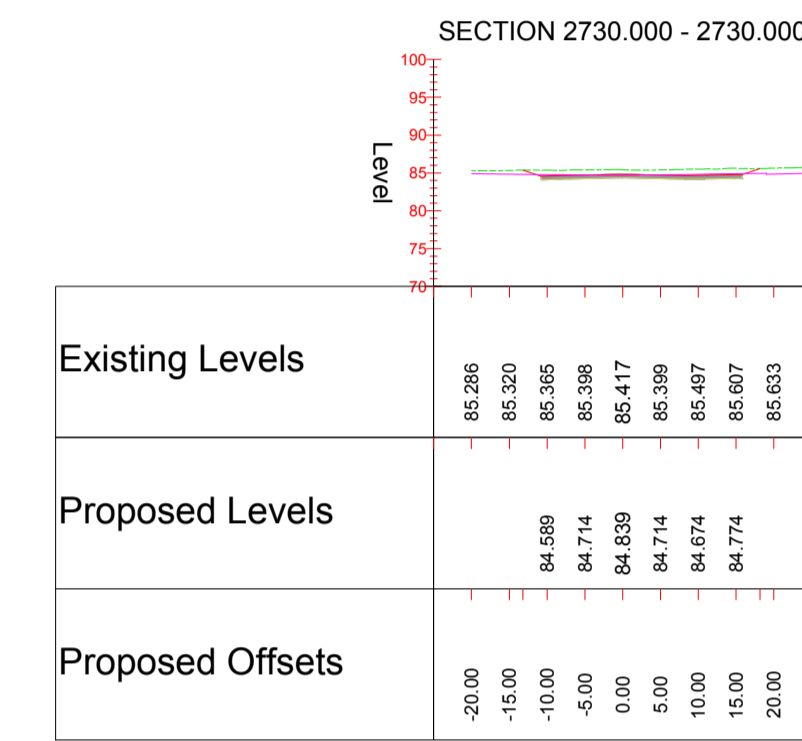 SECTION 2730.000 - 2730.000
100
95
90
85
80
75
70
Level
Existing Levels
85.286 85.320 85.365 85.398 85.417 85.399 85.497 85.607 85.633
Proposed Levels
84.589 84.714 84.839 84.714 84.674 84.774
Proposed Offsets
-20.00 -15.00 -10.00 -5.00 0.00 5.00 10.00 15.00 20.00